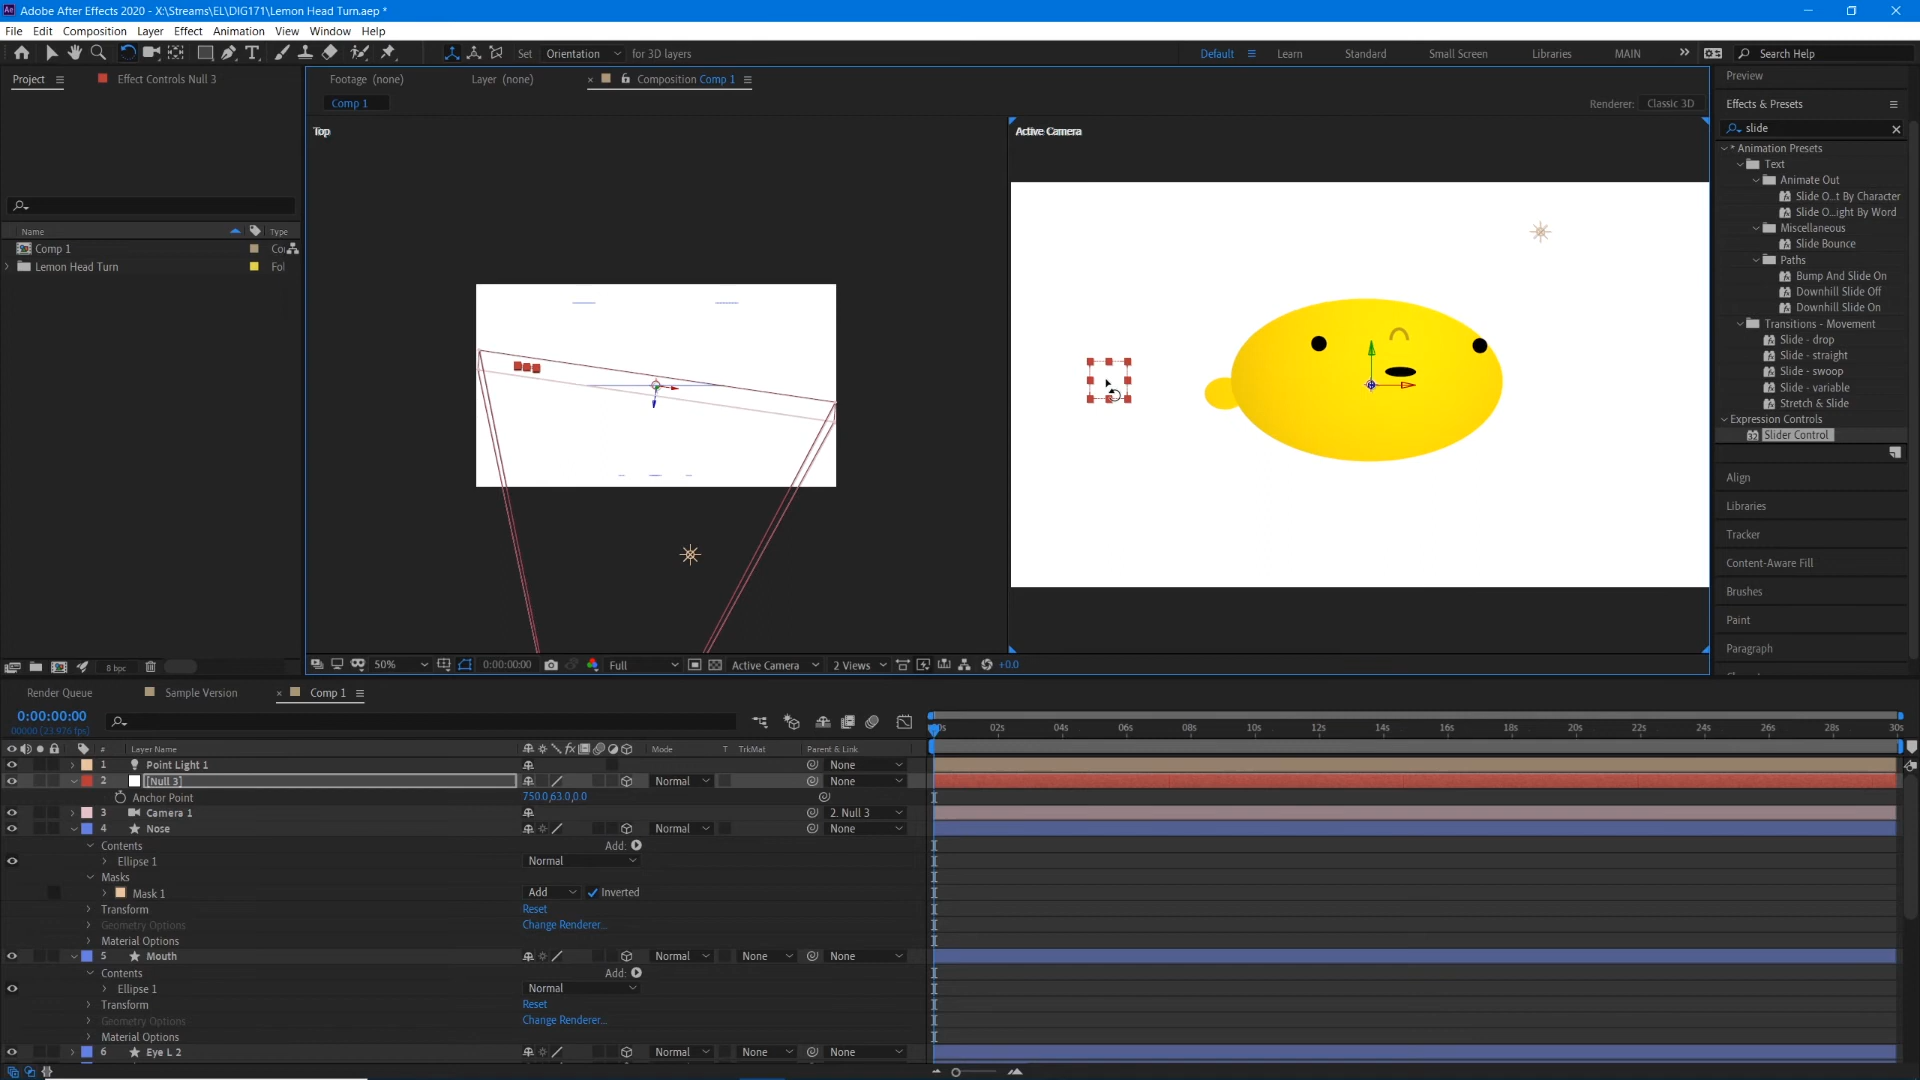 Adobe After Effects 2020 - X:\Streams\EL\DIG171\Lemon Head Turn.aep *
File Edit Composition Layer Effect Animation View Window Help
Set Orientation for 3D layers Default Learn Standard Small Screen Libraries MAIN Search Help
Project Effect Controls Null 3
Footage (none) Layer (none) Composition Comp 1
Comp 1
Renderer: Classic 3D
Top
Active Camera
Name Type
Comp 1
Lemon Head Turn Fol
8 bpc
50% 0:00:00:00 Full Active Camera 2 Views +0.0
Preview
Effects & Presets
slide
* Animation Presets
Text
Animate Out
Slide O...t By Character
Slide O...ight By Word
Miscellaneous
Slide Bounce
Paths
Bump And Slide On
Downhill Slide Off
Downhill Slide On
Transitions - Movement
Slide - drop
Slide - straight
Slide - swoop
Slide - variable
Stretch & Slide
Expression Controls
Slider Control
Align
Libraries
Tracker
Content-Aware Fill
Brushes
Paint
Paragraph
Render Queue Sample Version Comp 1
0:00:00:00
00000 (23.976 fps)
02s 04s 06s 08s 10s 12s 14s 16s 18s 20s 22s 24s 26s 28s 30s
# Layer Name Mode T TrkMat Parent & Link
1 Point Light 1 None
2 [Null 3] Normal None
Anchor Point 750.0,63.0,0.0
3 Camera 1 2. Null 3
4 Nose Normal None
Contents Add:
Ellipse 1 Normal
Masks
Mask 1 Add Inverted
Transform Reset
Geometry Options Change Renderer...
Material Options
5 Mouth Normal None None
Contents Add:
Ellipse 1 Normal
Transform Reset
Geometry Options Change Renderer...
Material Options
6 Eye L 2 Normal None None